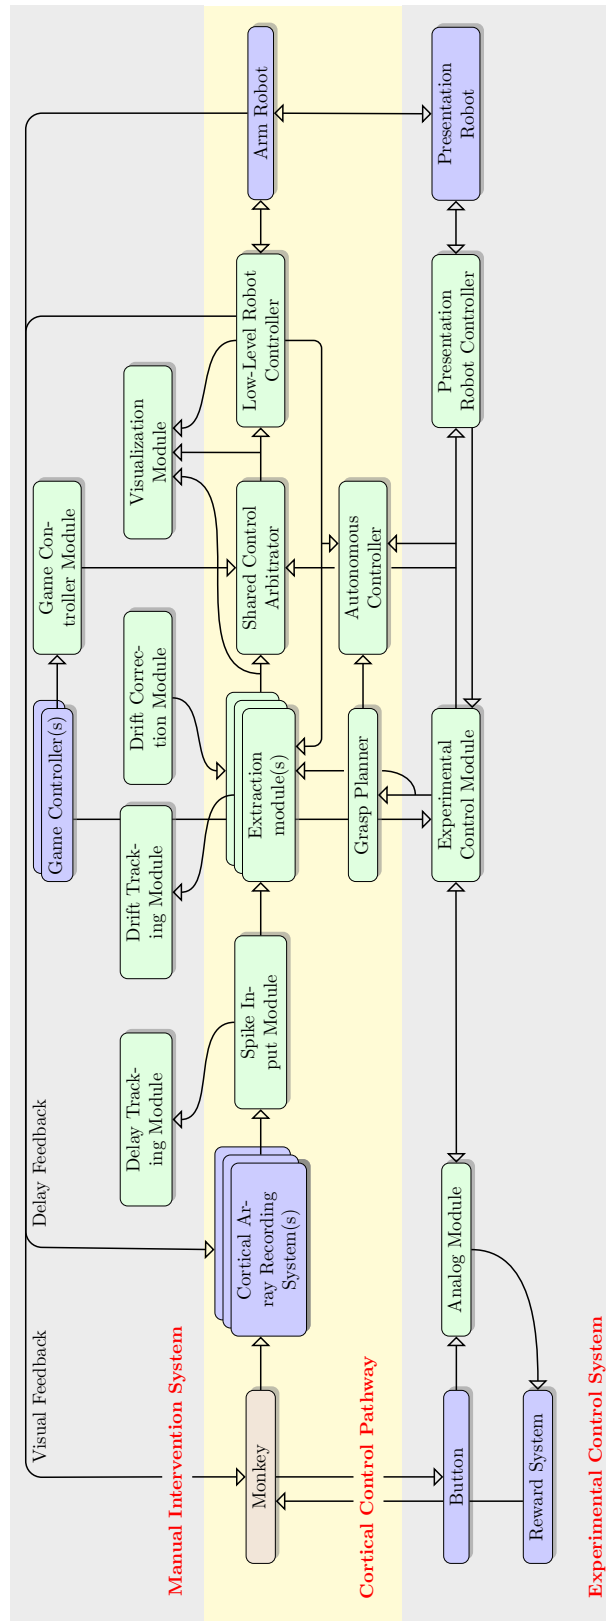 Visual Feedback
Delay Feedback
Game Controller(s)
Game Con-
troller Module
Manual Intervention System
Delay Track-
ing Module
Drift Track-
ing Module
Drift Correc-
tion Module
Visualization
Module
Monkey
Cortical Ar-
ray Recording
System(s)
Spike In-
put Module
Extraction
module(s)
Shared Control
Arbitrator
Low-Level Robot
Controller
Arm Robot
Cortical Control Pathway
Grasp Planner
Autonomous
Controller
Button
Analog Module
Experimental
Control Module
Presentation
Robot Controller
Presentation
Robot
Reward System
Experimental Control System